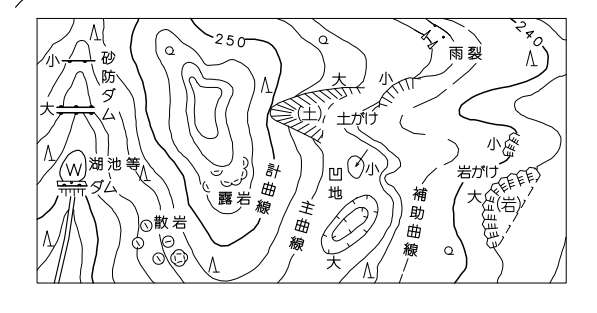 250
240
小
砂防ダム
大
W
湖池等
ダム
散岩
露岩
計曲線
主曲線
大
小
(土)
土がけ
雨裂
凹地
小
大
補助曲線
小
岩がけ
大
(岩)